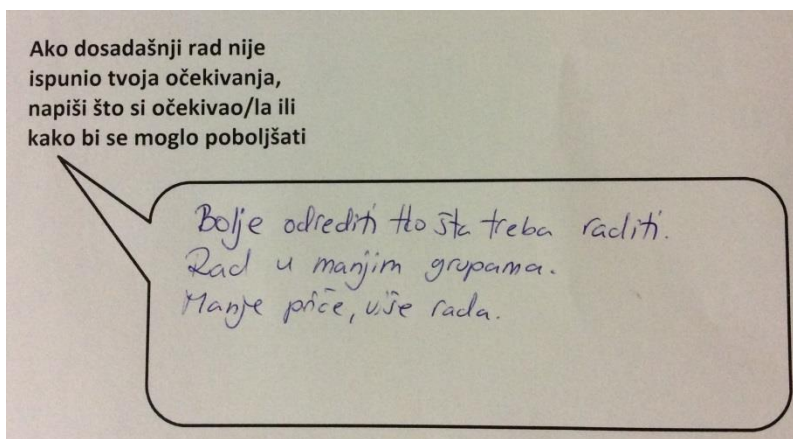 Ako dosadašnji rad nije
ispunio tvoja očekivanja,
napiši što si očekivao/la ili
kako bi se moglo poboljšati
Bolje odrediti tko šta treba raditi.
Rad u manjim grupama.
Manje priče, više rada.